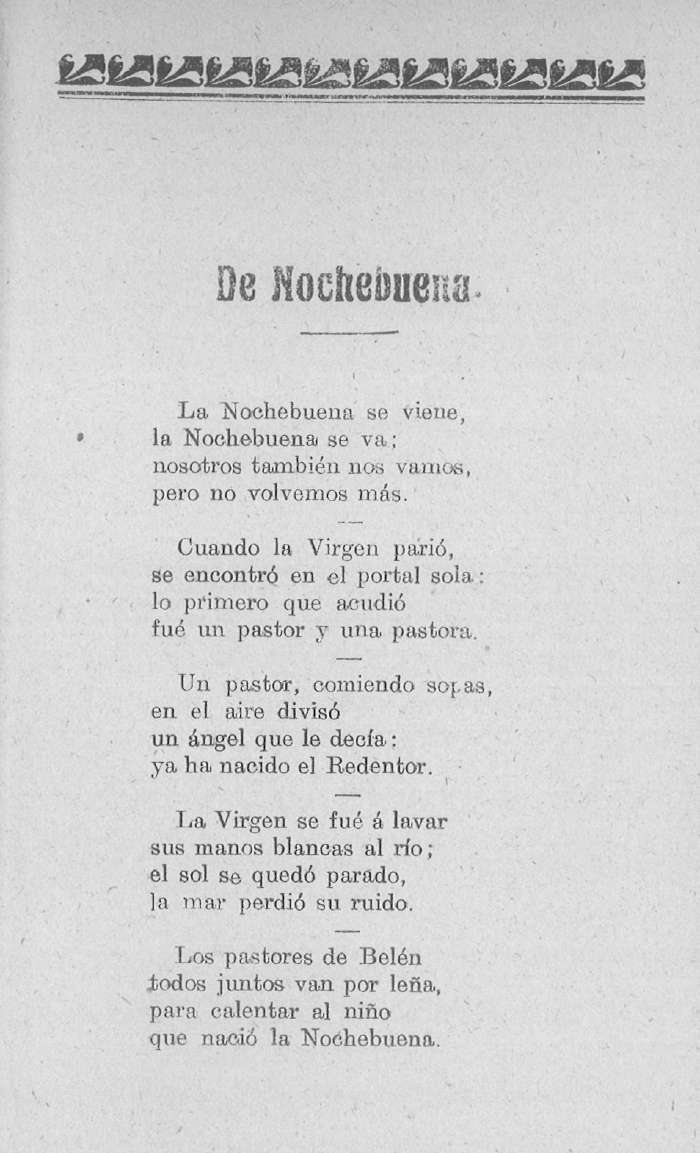 De Nochebuena.
La Nochebuena se viene,
la Nochebuena se va;
nosotros también nos vamos,
pero no volvemos más.
Cuando la Virgen parió,
se encontró en el portal sola:
lo primero que acudió
fué un pastor y una pastora.
Un pastor, comiendo sopas,
en el aire divisó
un ángel que le decía:
ya ha nacido el Redentor.
La Virgen se fué á lavar
sus manos blancas al río;
el sol se quedó parado,
la mar perdió su ruido.
Los pastores de Belén
todos juntos van por leña,
para calentar al niño
que nació la Nochebuena.